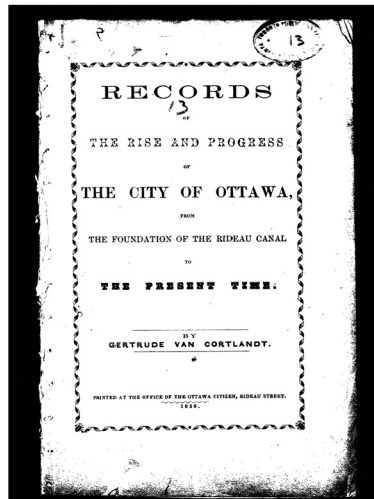 13
RECORDS
13
OF
THE RISE AND PROGRESS
OF
THE CITY OF OTTAWA,
FROM
THE FOUNDATION OF THE RIDEAU CANAL
TO
THE PRESENT TIME.
BY
GERTRUDE VAN CORTLANDT.
PRINTED AT THE OFFICE OF THE OTTAWA CITIZEN, RIDEAU STREET.
1858.